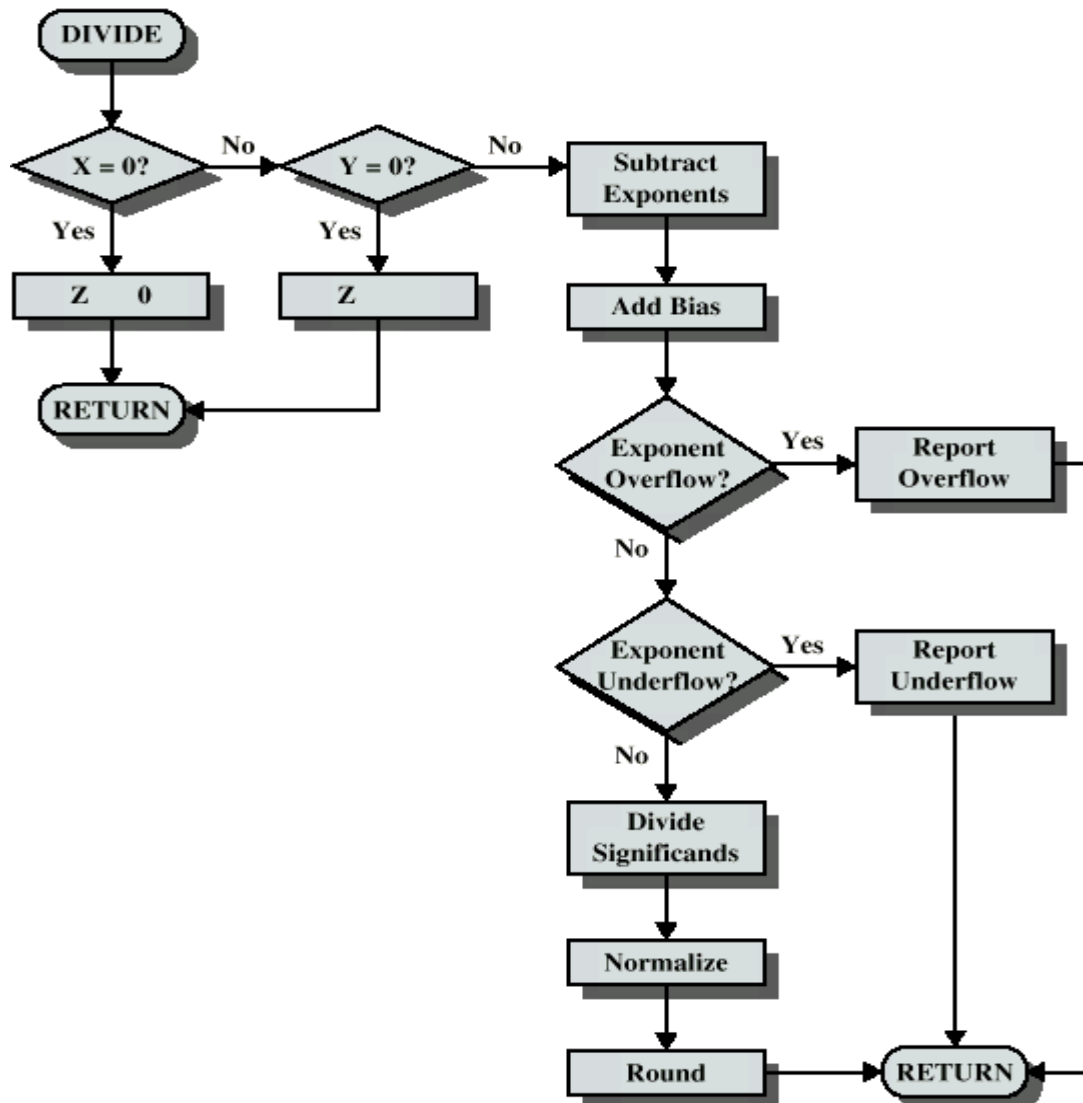 DIVIDE
X = 0?
No
Y = 0?
No
Subtract
Exponents
Yes
Yes
Z 0
Z
Add Bias
RETURN
Exponent
Overflow?
Yes
Report
Overflow
No
Exponent
Underflow?
Yes
Report
Underflow
No
Divide
Significands
Normalize
Round
RETURN